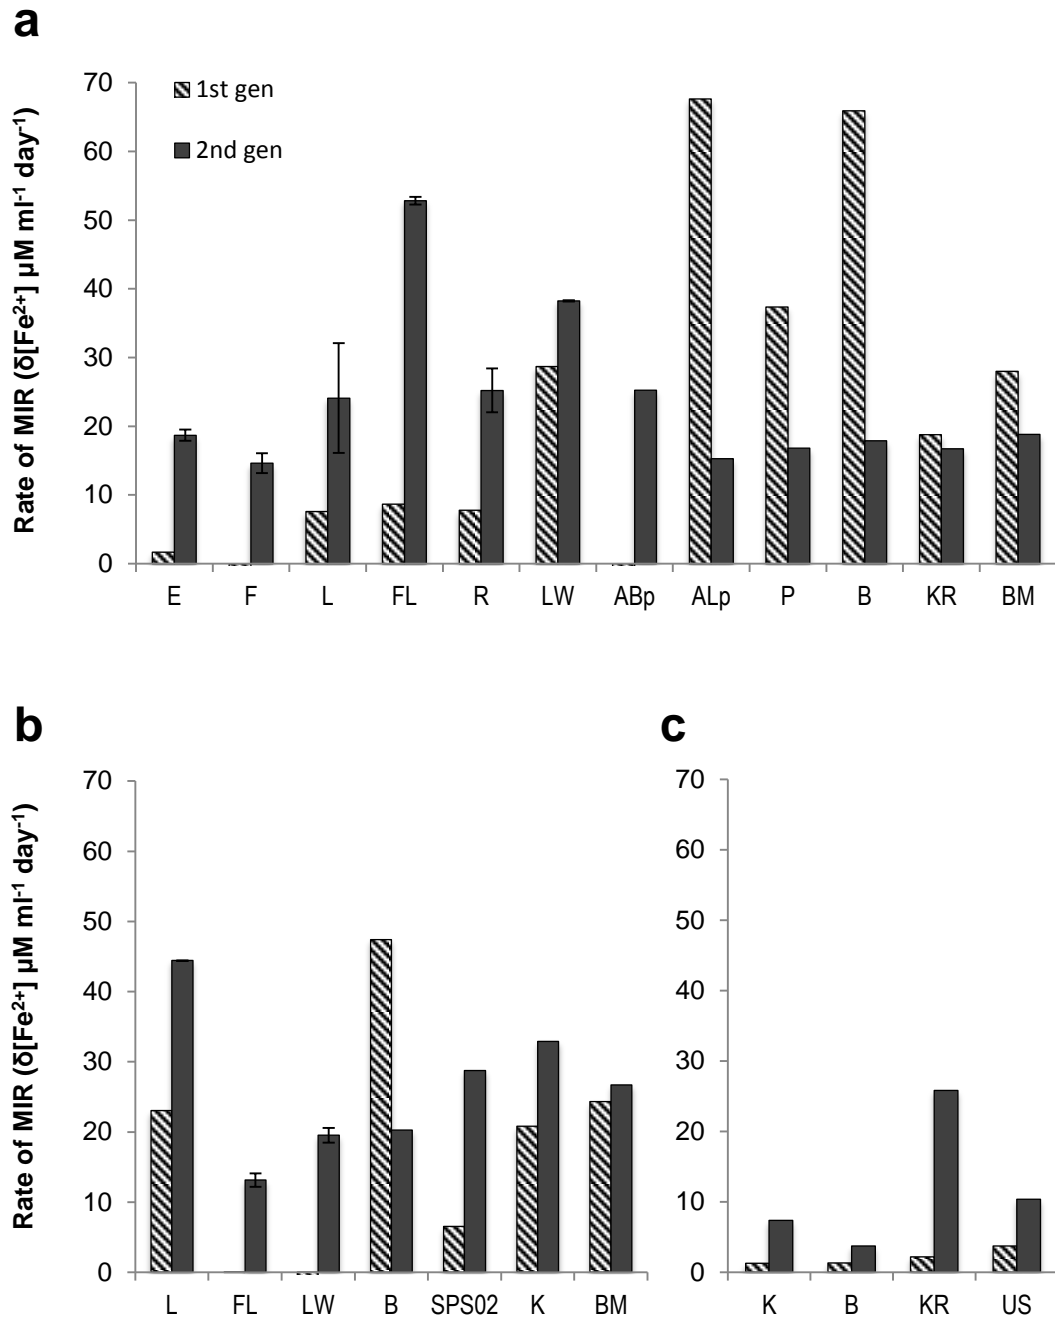 a
Rate of MIR (δ[Fe²⁺] µM ml⁻¹ day⁻¹)
70
60
50
40
30
20
10
0
1st gen
2nd gen
E F L FL R LW ABp ALp P B KR BM
b
Rate of MIR (δ[Fe²⁺] µM ml⁻¹ day⁻¹)
70
60
50
40
30
20
10
0
L FL LW B SPS02 K BM
c
70
60
50
40
30
20
10
0
K B KR US